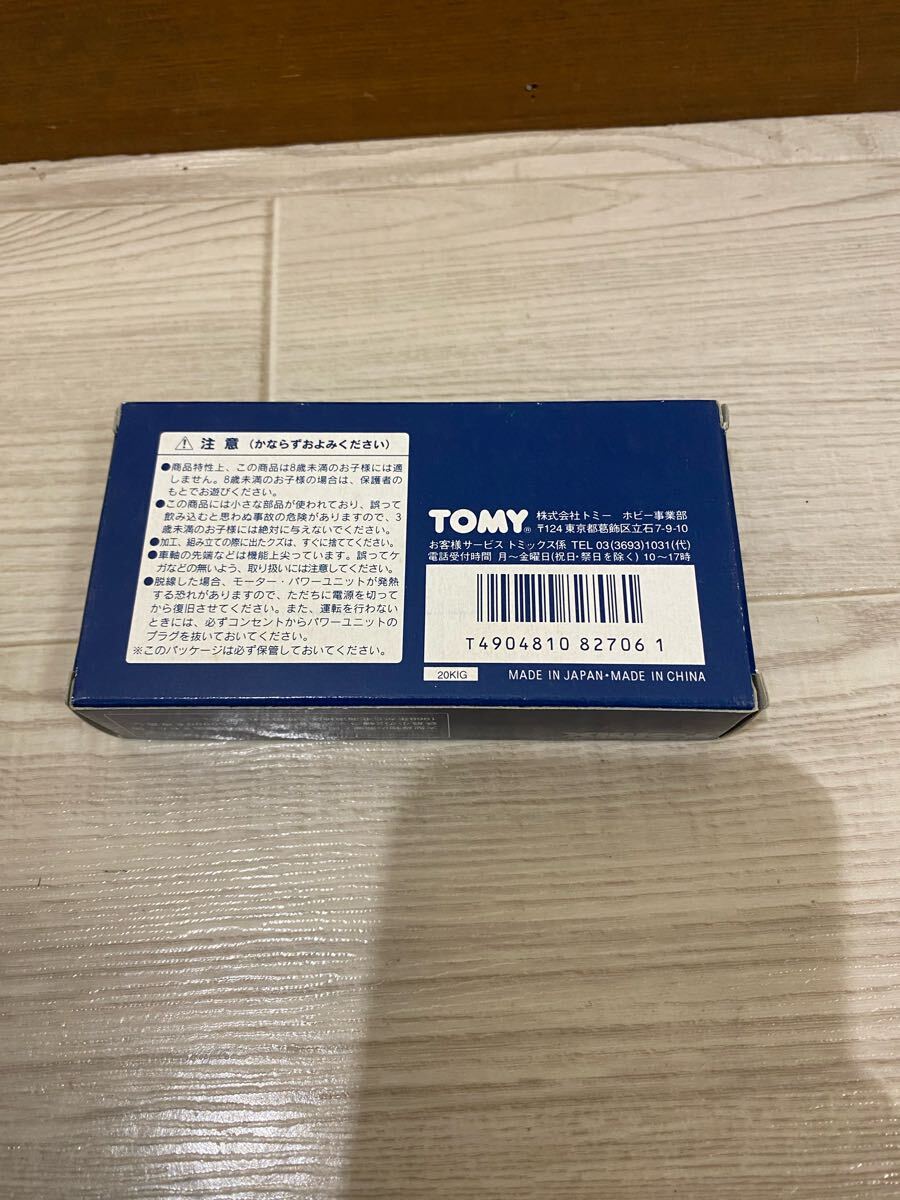 ⚠ 注意 (かならずおよみください)
●商品特性上、この商品は8歳未満のお子様には適
しません。8歳未満のお子様の場合は、保護者の
もとでお遊びください。
●この商品には小さな部品が使われており、誤って
飲み込むと思わぬ事故の危険がありますので、3
歳未満のお子様には絶対に与えないでください。
●加工、組み立ての際に出たクズは、すぐに捨ててください。
●車軸の先端などは機能上尖っています。誤ってケ
ガなどの無いよう、取り扱いには注意してください。
●脱線した場合、モーター・パワーユニットが発熱
する恐れがありますので、ただちに電源を切って
から復旧させてください。また、運転を行わない
ときには、必ずコンセントからパワーユニットの
プラグを抜いておいてください。
※このパッケージは必ず保管しておいてください。
TOMY® 株式会社トミー ホビー事業部
〒124 東京都葛飾区立石7-9-10
お客様サービス トミックス係 TEL 03(3693)1031(代)
電話受付時間 月〜金曜日(祝日・祭日を除く) 10〜17時
T4904810 82706 1
20KIG
MADE IN JAPAN・MADE IN CHINA